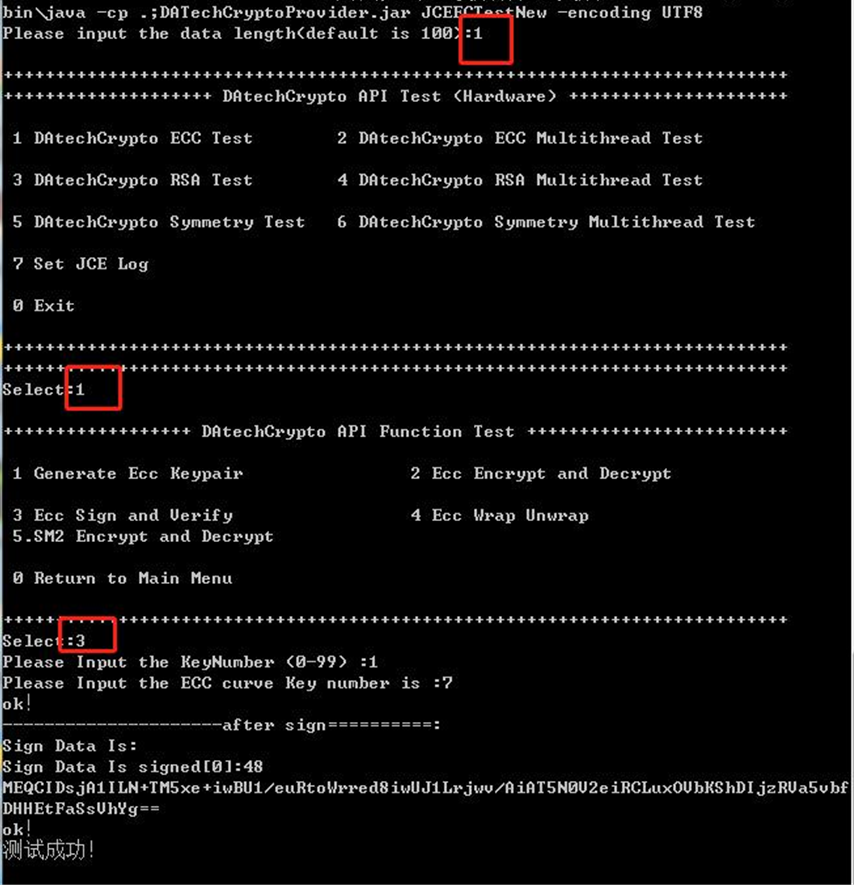 bin\java -cp .;DATechCryptoProvider.jar JCEECTestNew -encoding UTF8
Please input the data length(default is 100):1
+++++++++++++++++++++++++++++++++++++++++++++++++++++++++++++++++++++++++++
++++++++++++++++++++ DAtechCrypto API Test (Hardware) +++++++++++++++++++++
1 DAtechCrypto ECC Test 2 DAtechCrypto ECC Multithread Test
3 DAtechCrypto RSA Test 4 DAtechCrypto RSA Multithread Test
5 DAtechCrypto Symmetry Test 6 DAtechCrypto Symmetry Multithread Test
7 Set JCE Log
0 Exit
+++++++++++++++++++++++++++++++++++++++++++++++++++++++++++++++++++++++++++
+++++++++++++++++++++++++++++++++++++++++++++++++++++++++++++++++++++++++++
Select:1
++++++++++++++++++ DAtechCrypto API Function Test +++++++++++++++++++++++++
1 Generate Ecc Keypair 2 Ecc Encrypt and Decrypt
3 Ecc Sign and Verify 4 Ecc Wrap Unwrap
5.SM2 Encrypt and Decrypt
0 Return to Main Menu
+++++++++++++++++++++++++++++++++++++++++++++++++++++++++++++++++++++++++++
Select:3
Please Input the KeyNumber (0-99) :1
Please Input the ECC curve Key number is :7
ok!
---------------------after sign==========:
Sign Data Is:
Sign Data Is signed[0]:48
MEQCIDsjA1ILN+TM5xe+iwBU1/euRtoWrred8iwUJ1Lrjwv/AiAT5N0V2eiRCLuxOVbKShDIjzRVa5vbf
DHHEtFaSsVhYg==
ok!
测试成功!